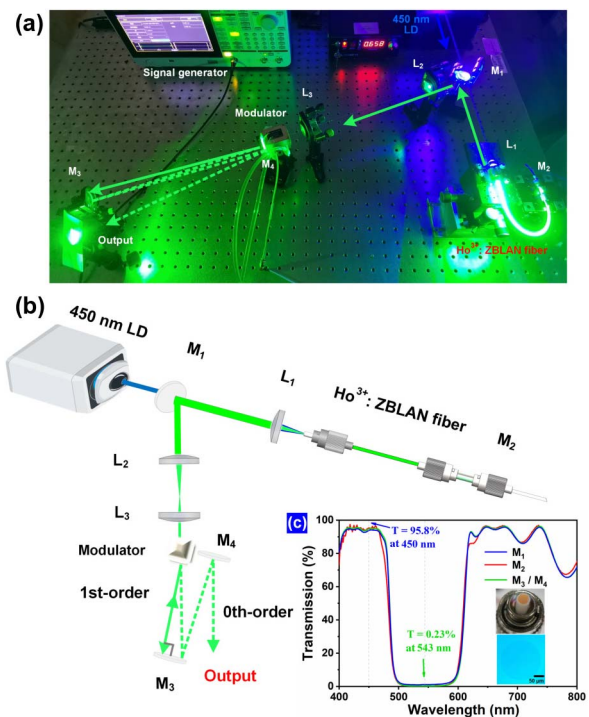 (a)
450 nm
LD
Signal generator
L2
M1
L3
Modulator
L1
M4
M3
M2
Output
Ho3+: ZBLAN fiber
(b)
450 nm LD
M1
L1
Ho3+: ZBLAN fiber
M2
L2
L3
M4
Modulator
1st-order
0th-order
M3
Output
(c)
T = 95.8%
at 450 nm
M1
M2
M3 / M4
T = 0.23%
at 543 nm
50 μm
Transmission (%)
100
80
60
40
20
0
400 500 600 700 800
Wavelength (nm)